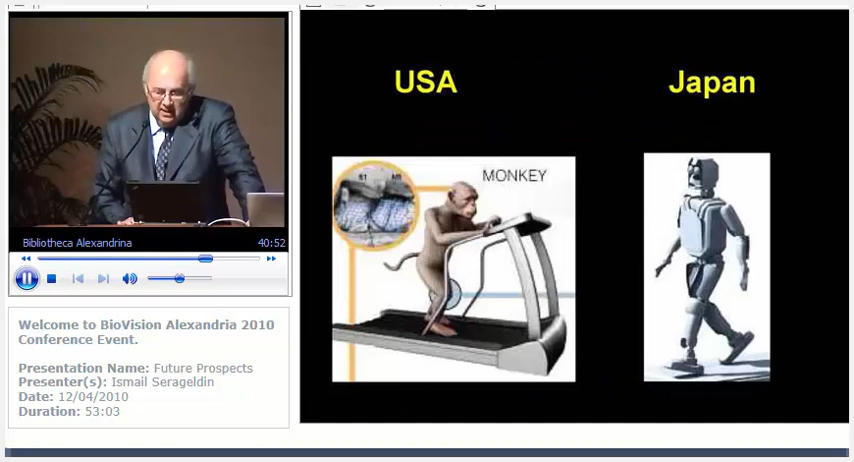 Bibliotheca Alexandrina 40:52
Welcome to BioVision Alexandria 2010
Conference Event.
Presentation Name: Future Prospects
Presenter(s): Ismail Serageldin
Date: 12/04/2010
Duration: 53:03
USA Japan
MONKEY